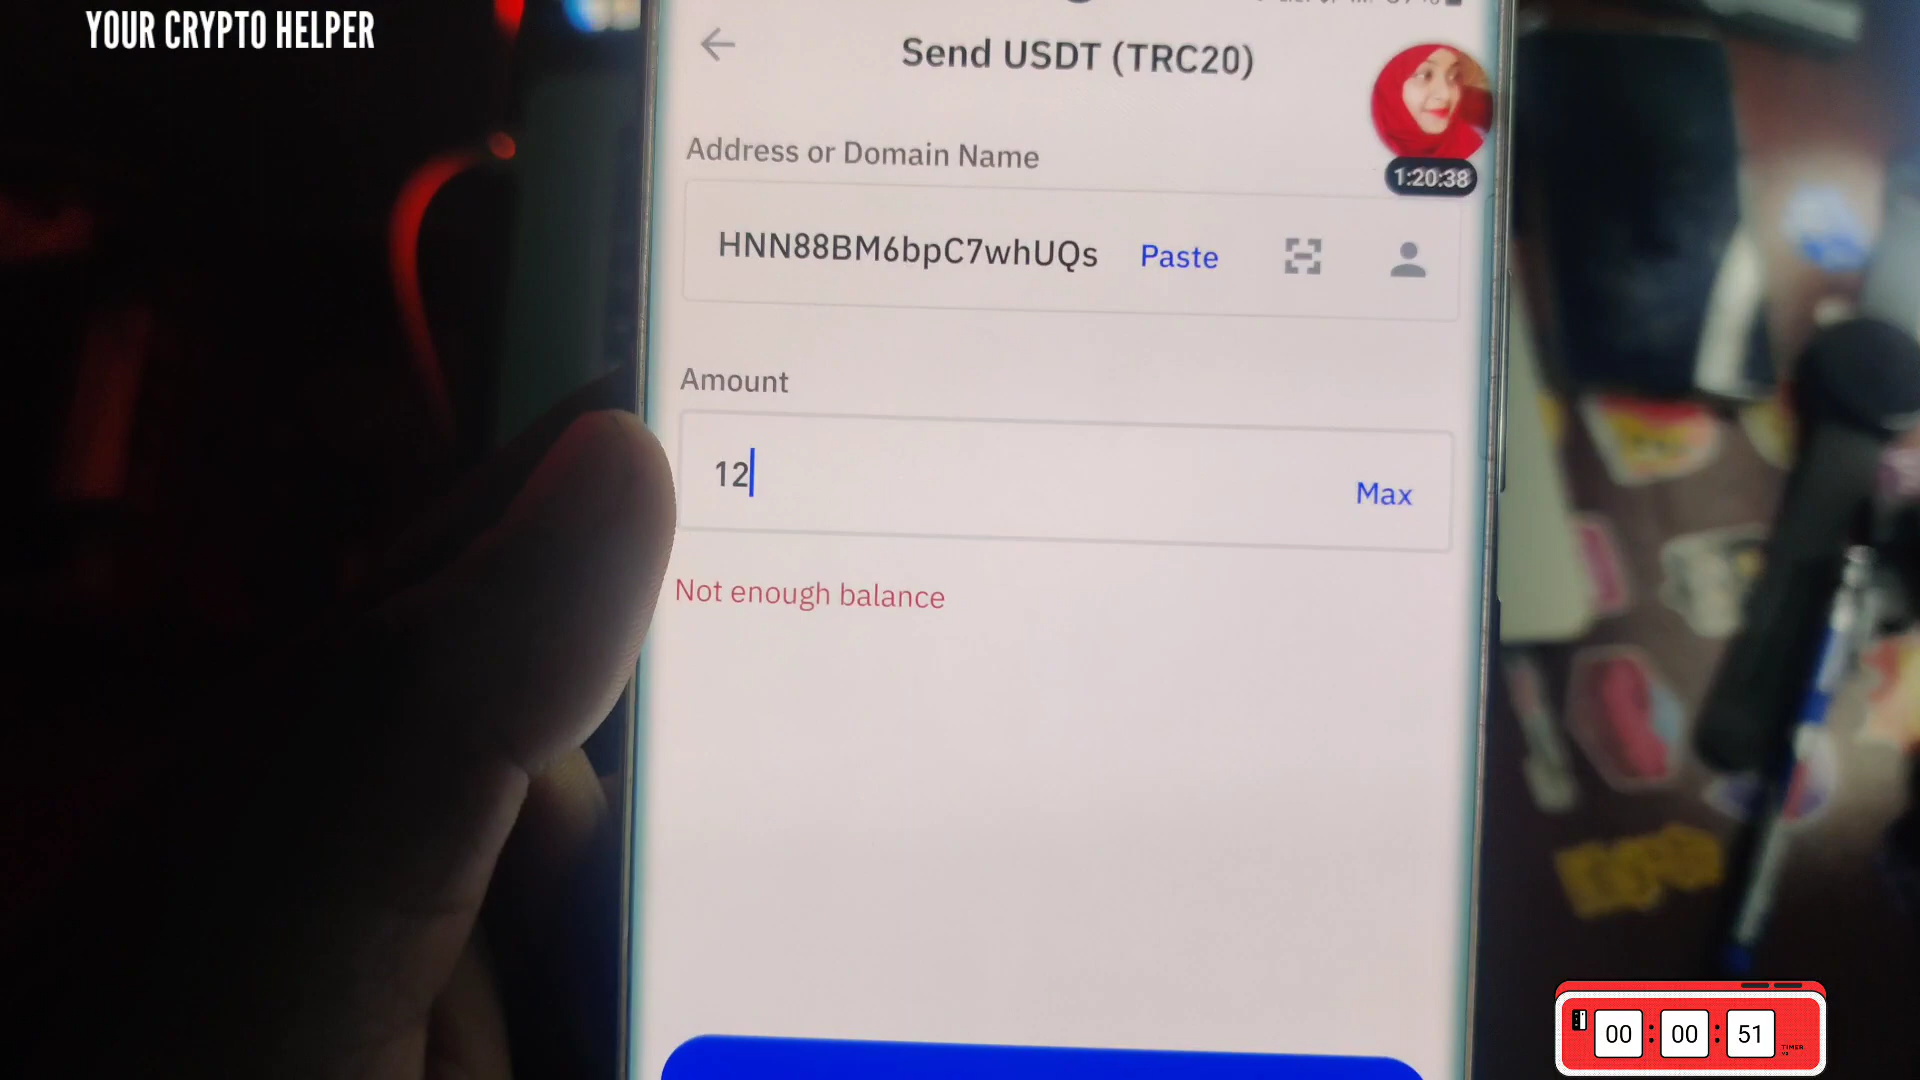 YOUR CRYPTO HELPER
Send USDT (TRC20)
Address or Domain Name
1:20:38
HNN88BM6bpC7whUQs Paste
Amount
12
Max
Not enough balance
00 : 00 : 51
TIMER